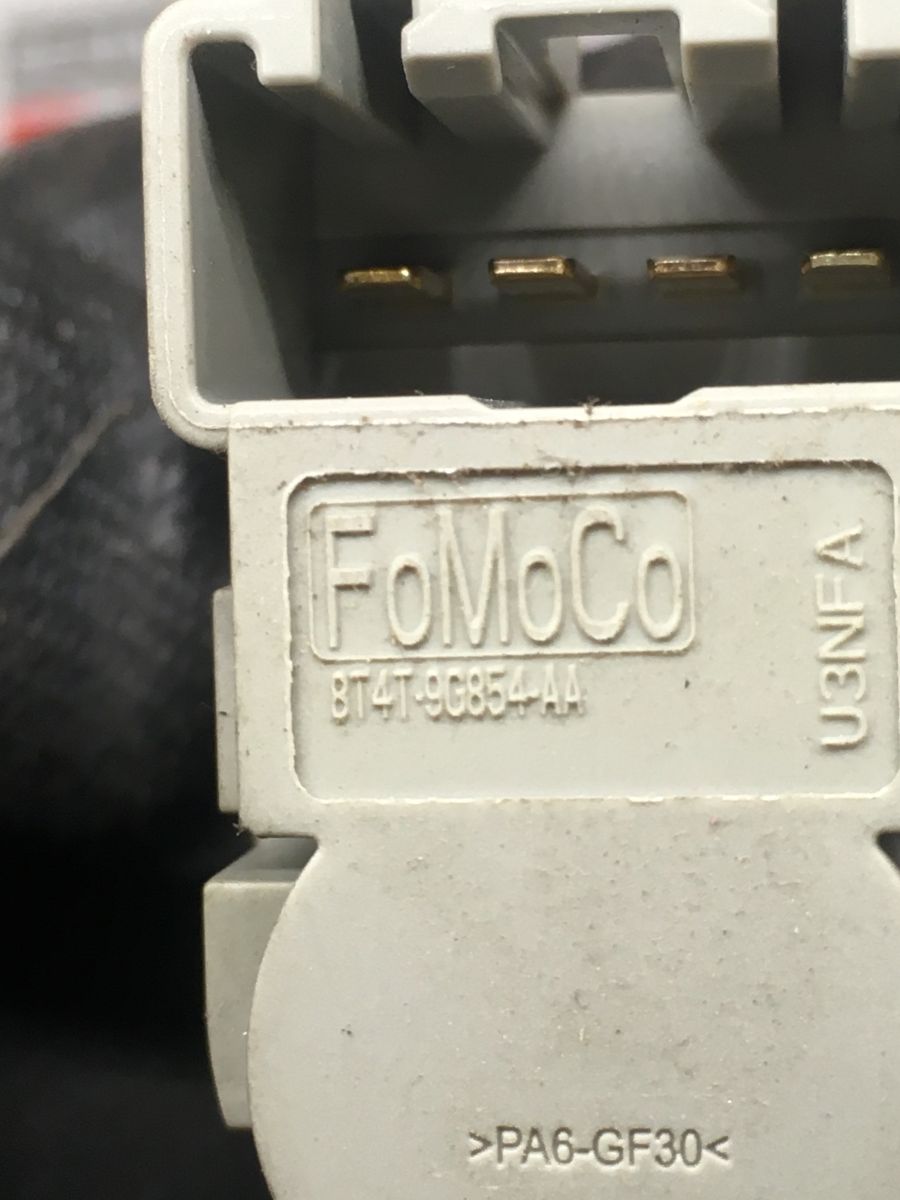 FoMoCo
8T4T-9G854-AA
U3NFA
>PA6-GF30<